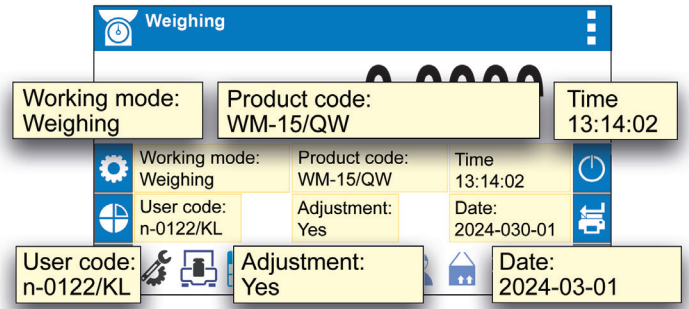 Weighing
0.0000
Working mode:
Weighing
Product code:
WM-15/QW
Time
13:14:02
Working mode:
Weighing
Product code:
WM-15/QW
Time
13:14:02
User code:
n-0122/KL
Adjustment:
Yes
Date:
2024-030-01
User code:
n-0122/KL
Adjustment:
Yes
Date:
2024-03-01